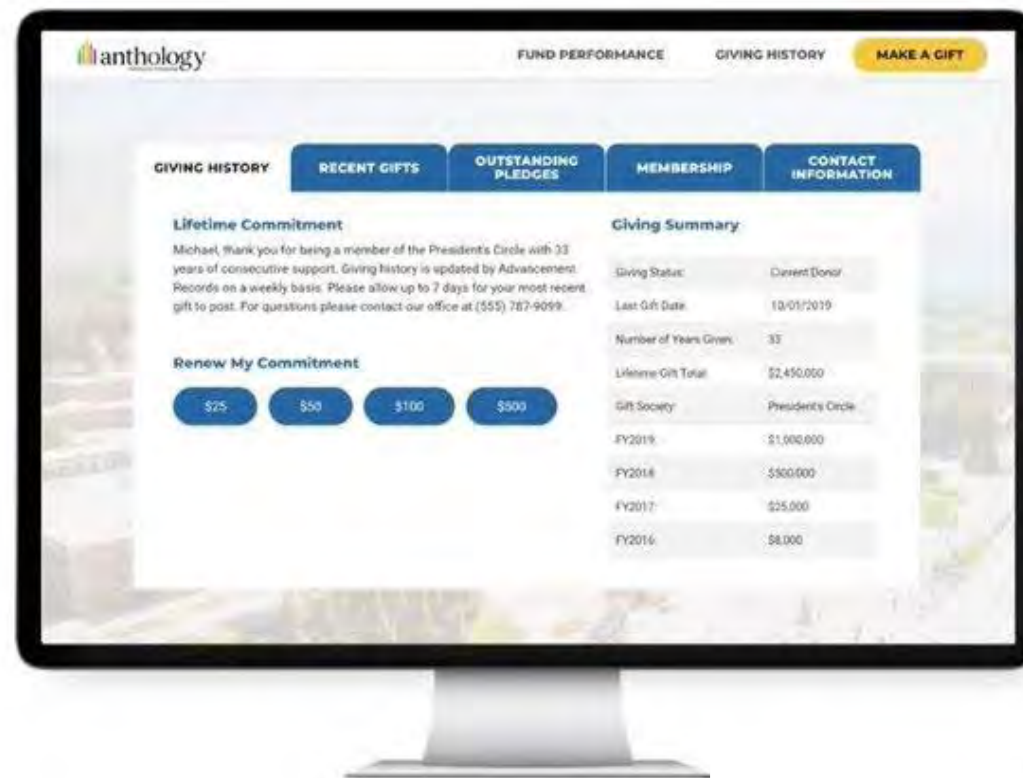 anthology
FUND PERFORMANCE GIVING HISTORY MAKE A GIFT
GIVING HISTORY RECENT GIFTS OUTSTANDING PLEDGES MEMBERSHIP CONTACT INFORMATION
Lifetime Commitment
Michael, thank you for being a member of the President's Circle with 33
years of consecutive support. Giving history is updated by Advancement
Records on a weekly basis. Please allow up to 7 days for your most recent
gift to post. For questions please contact our office at (555) 787-9099.
Renew My Commitment
$25 $50 $100 $500
Giving Summary
Giving Status: Current Donor
Last Gift Date: 10/01/2019
Number of Years Given: 33
Lifetime Gift Total: $2,450,000
Gift Society: President's Circle
FY2019: $1,000,000
FY2018: $500,000
FY2017: $25,000
FY2016: $8,000